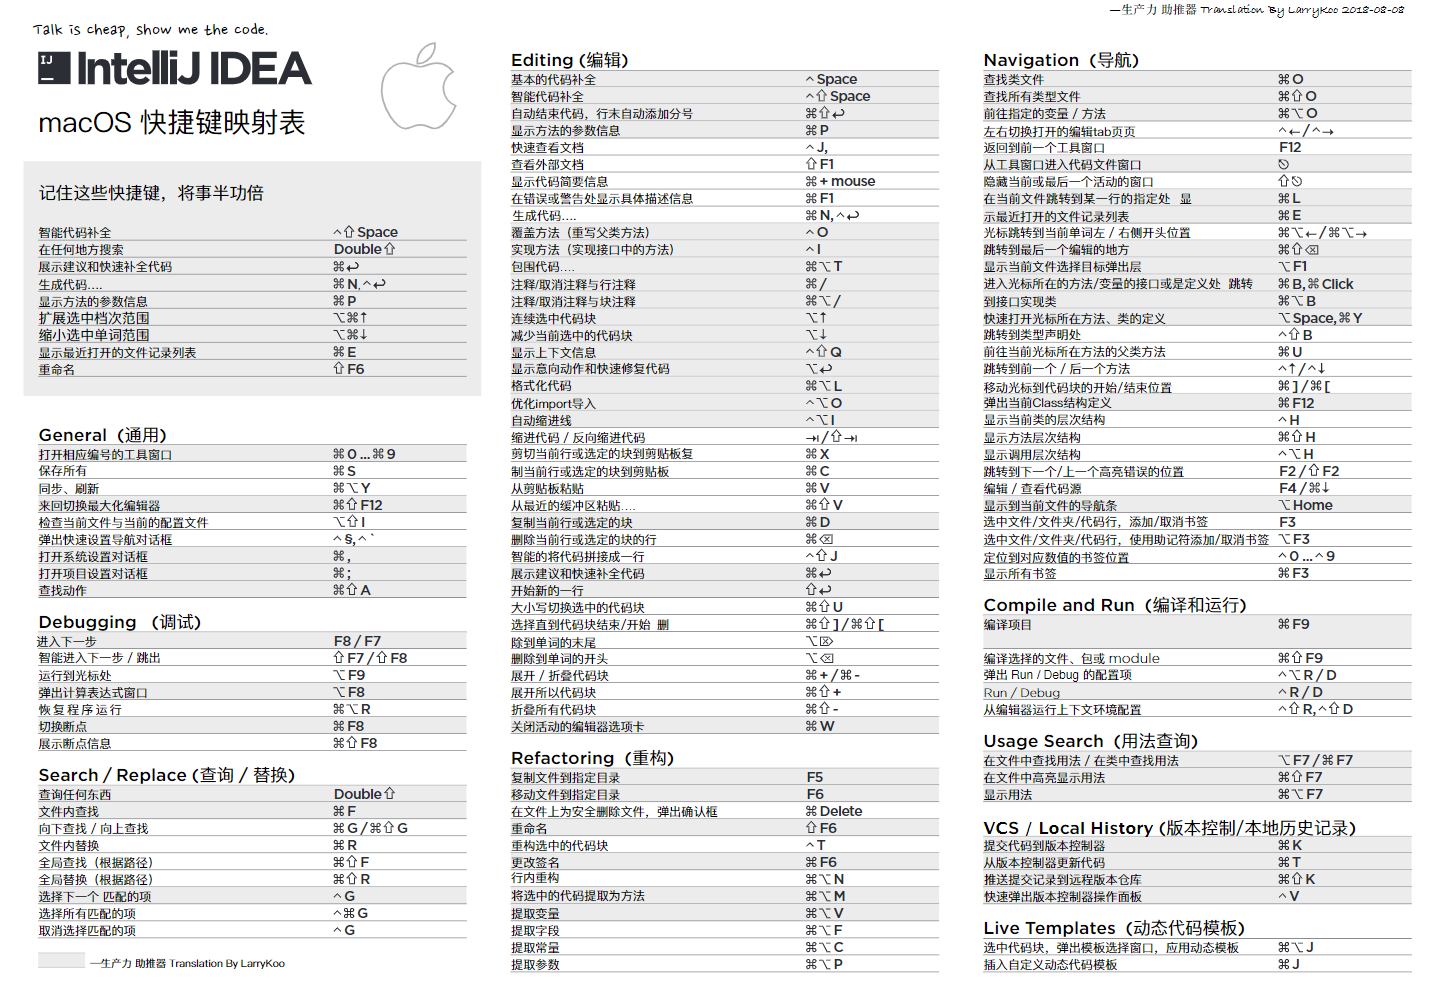 —生产力 助推器 Translation By LarryKoo 2018-08-08
Talk is cheap, show me the code.
IJ IntelliJ IDEA
macOS 快捷键映射表
记住这些快捷键，将事半功倍
智能代码补全 ^⇧Space
在任何地方搜索 Double⇧
展示建议和快速补全代码 ⌘↩
生成代码.... ⌘N,^↩
显示方法的参数信息 ⌘P
扩展选中档次范围 ⌥⌘↑
缩小选中单词范围 ⌥⌘↓
显示最近打开的文件记录列表 ⌘E
重命名 ⇧F6
General（通用）
打开相应编号的工具窗口 ⌘0...⌘9
保存所有 ⌘S
同步、刷新 ⌘⌥Y
来回切换最大化编辑器 ⌘⇧F12
检查当前文件与当前的配置文件 ⌥⇧I
弹出快速设置导航对话框 ^§,^`
打开系统设置对话框 ⌘,
打开项目设置对话框 ⌘;
查找动作 ⌘⇧A
Debugging （调试）
进入下一步 F8 / F7
智能进入下一步 / 跳出 ⇧F7/⇧F8
运行到光标处 ⌥F9
弹出计算表达式窗口 ⌥F8
恢复程序运行 ⌘⌥R
切换断点 ⌘F8
展示断点信息 ⌘⇧F8
Search / Replace (查询 / 替换)
查询任何东西 Double⇧
文件内查找 ⌘F
向下查找 / 向上查找 ⌘G/⌘⇧G
文件内替换 ⌘R
全局查找（根据路径） ⌘⇧F
全局替换（根据路径） ⌘⇧R
选择下一个 匹配的项 ^G
选择所有匹配的项 ^⌘G
取消选择匹配的项 ^G
—生产力 助推器 Translation By LarryKoo
Editing (编辑)
基本的代码补全 ^Space
智能代码补全 ^⇧Space
自动结束代码，行末自动添加分号 ⌘⇧↩
显示方法的参数信息 ⌘P
快速查看文档 ^J,
查看外部文档 ⇧F1
显示代码简要信息 ⌘+mouse
在错误或警告处显示具体描述信息 ⌘F1
生成代码.... ⌘N,^↩
覆盖方法（重写父类方法） ^O
实现方法（实现接口中的方法） ^I
包围代码.... ⌘⌥T
注释/取消注释与行注释 ⌘/
注释/取消注释与块注释 ⌘⌥/
连续选中代码块 ⌥↑
减少当前选中的代码块 ⌥↓
显示上下文信息 ^⇧Q
显示意向动作和快速修复代码 ⌥↩
格式化代码 ⌘⌥L
优化import导入 ^⌥O
自动缩进线 ^⌥I
缩进代码 / 反向缩进代码 ⇥/⇧⇥
剪切当前行或选定的块到剪贴板复 ⌘X
制当前行或选定的块到剪贴板 ⌘C
从剪贴板粘贴 ⌘V
从最近的缓冲区粘贴.... ⌘⇧V
复制当前行或选定的块 ⌘D
删除当前行或选定的块的行 ⌘⌫
智能的将代码拼接成一行 ^⇧J
展示建议和快速补全代码 ⌘↩
开始新的一行 ⇧↩
大小写切换选中的代码块 ⌘⇧U
选择直到代码块结束/开始 删 ⌘⇧]/⌘⇧[
除到单词的末尾 ⌥⌦
删除到单词的开头 ⌥⌫
展开 / 折叠代码块 ⌘+/⌘-
展开所以代码块 ⌘⇧+
折叠所有代码块 ⌘⇧-
关闭活动的编辑器选项卡 ⌘W
Refactoring（重构）
复制文件到指定目录 F5
移动文件到指定目录 F6
在文件上为安全删除文件，弹出确认框 ⌘Delete
重命名 ⇧F6
重构选中的代码块 ^T
更改签名 ⌘F6
行内重构 ⌘⌥N
将选中的代码提取为方法 ⌘⌥M
提取变量 ⌘⌥V
提取字段 ⌘⌥F
提取常量 ⌘⌥C
提取参数 ⌘⌥P
Navigation（导航）
查找类文件 ⌘O
查找所有类型文件 ⌘⇧O
前往指定的变量 / 方法 ⌘⌥O
左右切换打开的编辑tab页页 ^←/^→
返回到前一个工具窗口 F12
从工具窗口进入代码文件窗口 ⎋
隐藏当前或最后一个活动的窗口 ⇧⎋
在当前文件跳转到某一行的指定处 显 ⌘L
示最近打开的文件记录列表 ⌘E
光标跳转到当前单词左 / 右侧开头位置 ⌘⌥←/⌘⌥→
跳转到最后一个编辑的地方 ⌘⇧⌫
显示当前文件选择目标弹出层 ⌥F1
进入光标所在的方法/变量的接口或是定义处 跳转 ⌘B,⌘Click
到接口实现类 ⌘⌥B
快速打开光标所在方法、类的定义 ⌥Space,⌘Y
跳转到类型声明处 ^⇧B
前往当前光标所在方法的父类方法 ⌘U
跳转到前一个 / 后一个方法 ^↑/^↓
移动光标到代码块的开始/结束位置 ⌘]/⌘[
弹出当前Class结构定义 ⌘F12
显示当前类的层次结构 ^H
显示方法层次结构 ⌘⇧H
显示调用层次结构 ^⌥H
跳转到下一个/上一个高亮错误的位置 F2/⇧F2
编辑 / 查看代码源 F4/⌘↓
显示到当前文件的导航条 ⌥Home
选中文件/文件夹/代码行，添加/取消书签 F3
选中文件/文件夹/代码行，使用助记符添加/取消书签 ⌥F3
定位到对应数值的书签位置 ^0...^9
显示所有书签 ⌘F3
Compile and Run（编译和运行）
编译项目 ⌘F9
编译选择的文件、包或 module ⌘⇧F9
弹出 Run / Debug 的配置项 ^⌥R/D
Run / Debug ^R/D
从编辑器运行上下文环境配置 ^⇧R,^⇧D
Usage Search（用法查询)
在文件中查找用法 / 在类中查找用法 ⌥F7/⌘F7
在文件中高亮显示用法 ⌘⇧F7
显示用法 ⌘⌥F7
VCS / Local History (版本控制/本地历史记录)
提交代码到版本控制器 ⌘K
从版本控制器更新代码 ⌘T
推送提交记录到远程版本仓库 ⌘⇧K
快速弹出版本控制器操作面板 ^V
Live Templates（动态代码模板）
选中代码块，弹出模板选择窗口，应用动态模板 ⌘⌥J
插入自定义动态代码模板 ⌘J